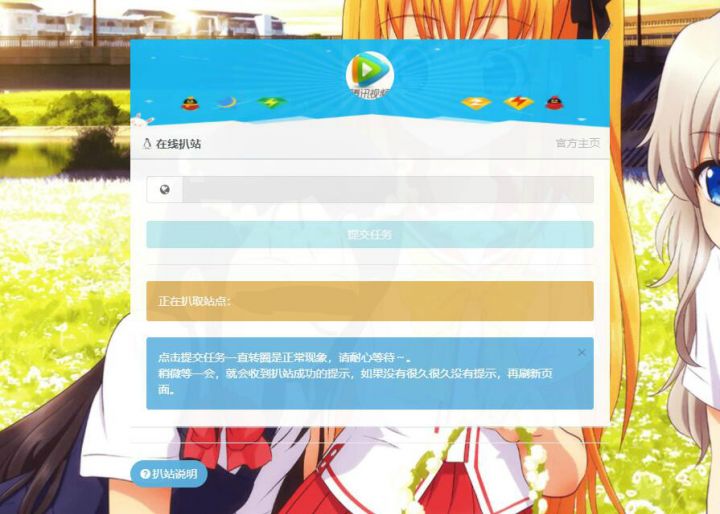 腾讯视频
在线扒站
官方主页
提交任务
正在扒取站点：
点击提交任务一直转圈是正常现象，请耐心等待~。
稍微等一会，就会收到扒站成功的提示，如果没有很久很久没有提示，再刷新页
面。
×
扒站说明